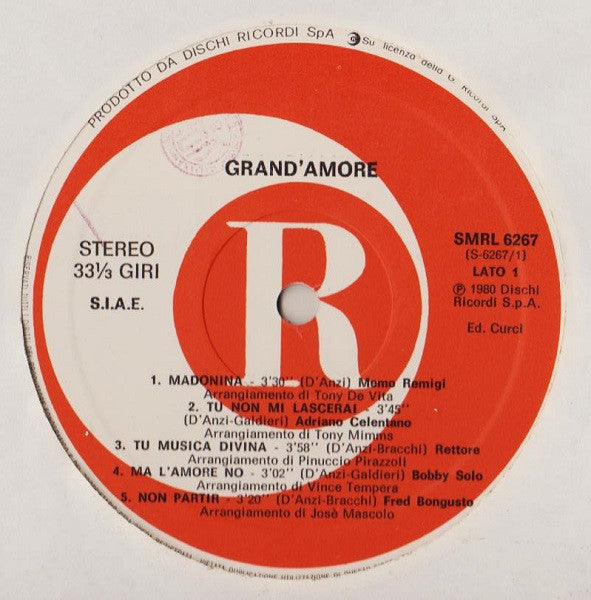 PRODOTTO DA DISCHI RICORDI SpA
Su licenza della G. Ricordi SpA
GRAND'AMORE
R
STEREO
33⅓ GIRI
S.I.A.E.
SMRL 6267
(S-6267/1)
LATO 1
Ⓟ 1980 Dischi
Ricordi S.p.A.
Ed. Curci
1. MADONINA - 3'30'' (D'Anzi) Memo Remigi
Arrangiamento di Tony De Vita
2. TU NON MI LASCERAI - 3'45''
(D'Anzi-Galdieri) Adriano Celentano
Arrangiamento di Tony Mimms
3. TU MUSICA DIVINA - 3'58'' (D'Anzi-Bracchi) Rettore
Arrangiamento di Pinuccio Pirazzoli
4. MA L'AMORE NO - 3'02'' (D'Anzi-Galdieri) Bobby Solo
Arrangiamento di Vince Tempera
5. NON PARTIR - 3'20'' (D'Anzi-Bracchi) Fred Bongusto
Arrangiamento di Josè Mascolo